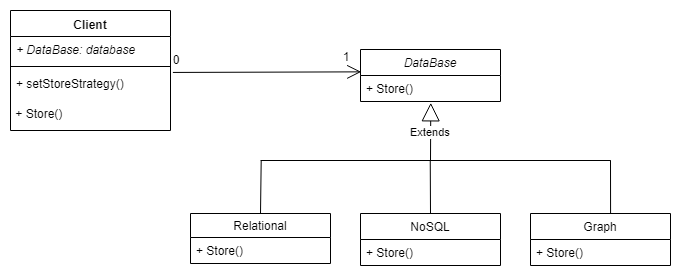 Client
+ DataBase: database
+ setStoreStrategy()
+ Store()
0
1
DataBase
+ Store()
Extends
Relational
+ Store()
NoSQL
+ Store()
Graph
+ Store()